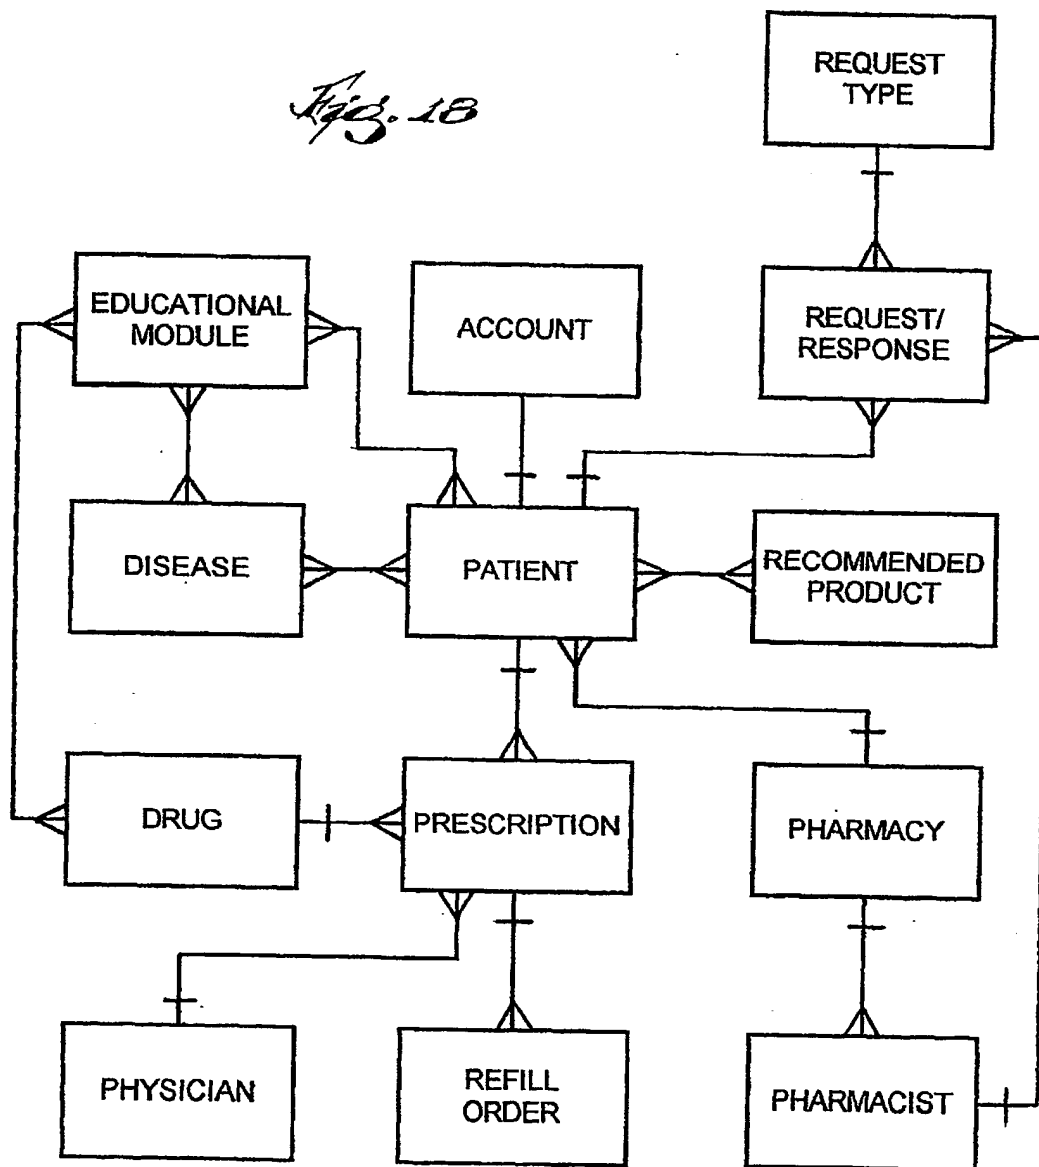 Fig. 18
REQUEST
TYPE
EDUCATIONAL
MODULE
ACCOUNT
REQUEST/
RESPONSE
DISEASE
PATIENT
RECOMMENDED
PRODUCT
DRUG
PRESCRIPTION
PHARMACY
PHYSICIAN
REFILL
ORDER
PHARMACIST